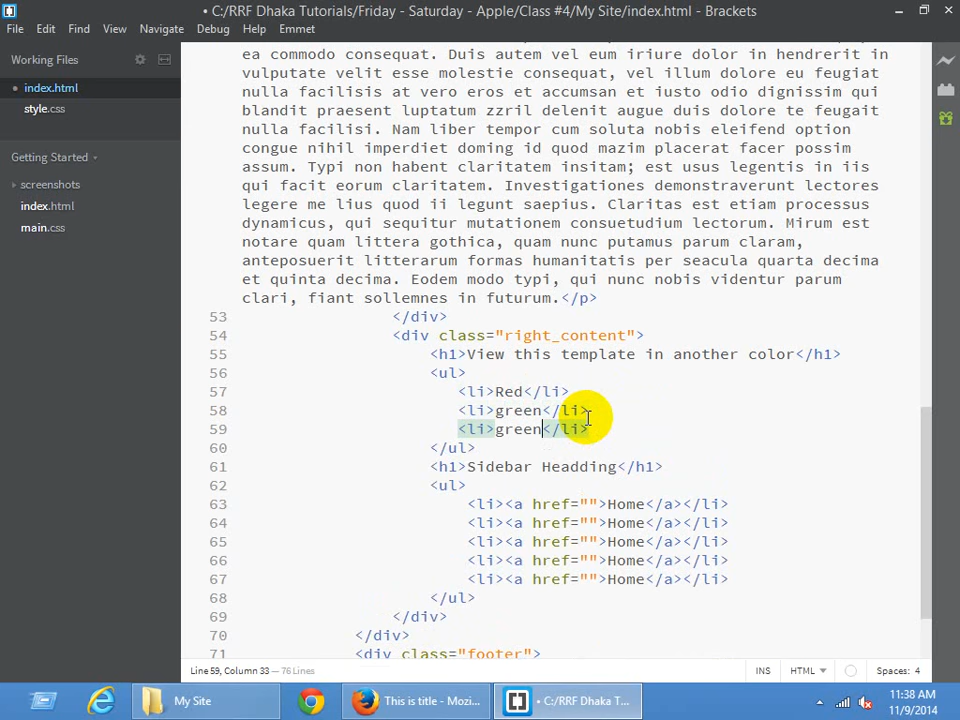 • C:/RRF Dhaka Tutorials/Friday - Saturday - Apple/Class #4/My Site/index.html - Brackets
File Edit Find View Navigate Debug Help Emmet
Working Files
• index.html
style.css
Getting Started
screenshots
index.html
main.css
ea commodo consequat. Duis autem vel eum iriure dolor in hendrerit in
vulputate velit esse molestie consequat, vel illum dolore eu feugiat
nulla facilisis at vero eros et accumsan et iusto odio dignissim qui
blandit praesent luptatum zzril delenit augue duis dolore te feugait
nulla facilisi. Nam liber tempor cum soluta nobis eleifend option
congue nihil imperdiet doming id quod mazim placerat facer possim
assum. Typi non habent claritatem insitam; est usus legentis in iis
qui facit eorum claritatem. Investigationes demonstraverunt lectores
legere me lius quod ii legunt saepius. Claritas est etiam processus
dynamicus, qui sequitur mutationem consuetudium lectorum. Mirum est
notare quam littera gothica, quam nunc putamus parum claram,
anteposuerit litterarum formas humanitatis per seacula quarta decima
et quinta decima. Eodem modo typi, qui nunc nobis videntur parum
clari, fiant sollemnes in futurum.</p>
53 </div>
54 <div class="right_content">
55 <h1>View this template in another color</h1>
56 <ul>
57 <li>Red</li>
58 <li>green</li>
59 <li>green</li>
60 </ul>
61 <h1>Sidebar Headding</h1>
62 <ul>
63 <li><a href="">Home</a></li>
64 <li><a href="">Home</a></li>
65 <li><a href="">Home</a></li>
66 <li><a href="">Home</a></li>
67 <li><a href="">Home</a></li>
68 </ul>
69 </div>
70 </div>
71 <div class="footer">
Line 59, Column 33 — 76 Lines INS HTML Spaces: 4
My Site This is title - Mozi... • C:/RRF Dhaka T...
11:38 AM
11/9/2014